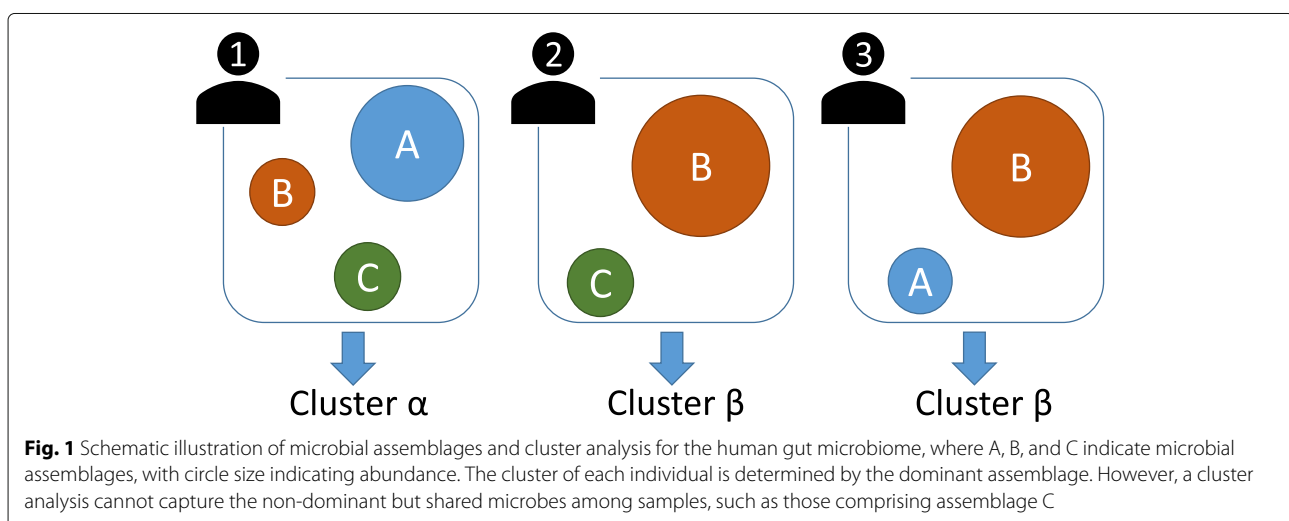 1
2
3
A
B
B
B
C
C
A
Cluster α
Cluster β
Cluster β
Fig. 1 Schematic illustration of microbial assemblages and cluster analysis for the human gut microbiome, where A, B, and C indicate microbial
assemblages, with circle size indicating abundance. The cluster of each individual is determined by the dominant assemblage. However, a cluster
analysis cannot capture the non-dominant but shared microbes among samples, such as those comprising assemblage C